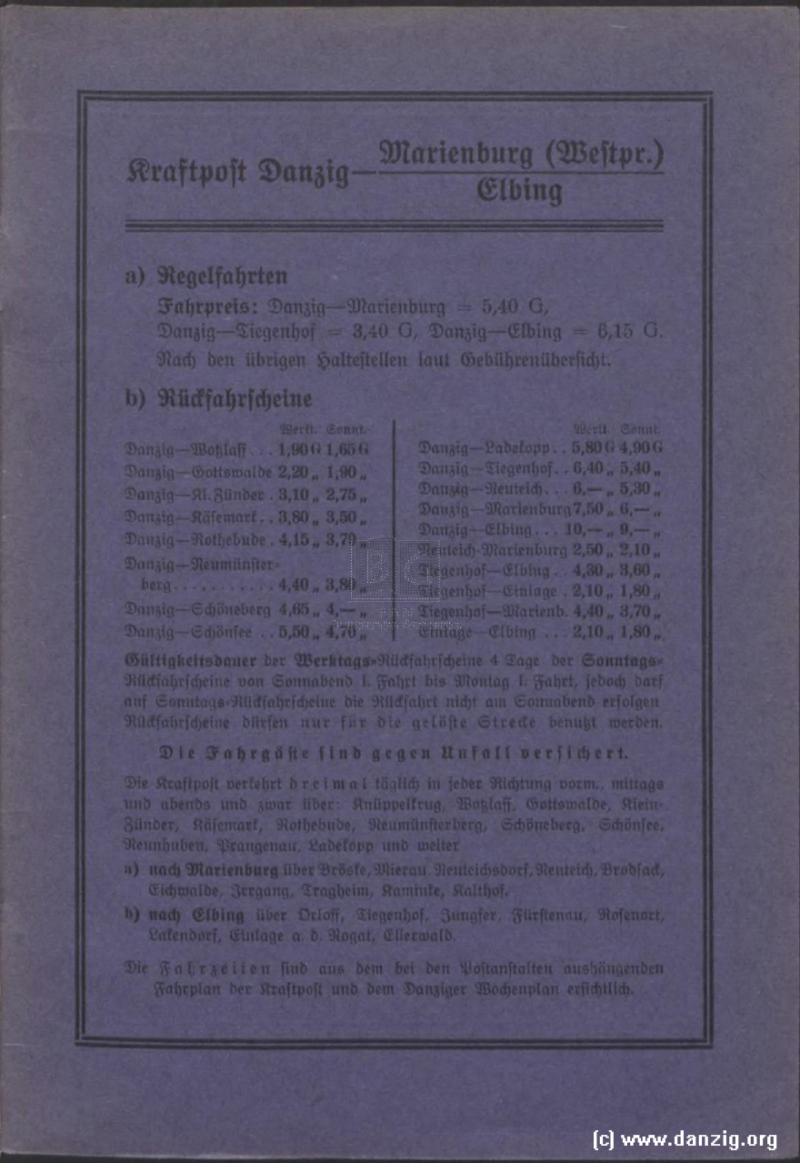 Kraftpost Danzig—Marienburg (Westpr.)
Elbing
a) Regelfahrten
Fahrpreis: Danzig—Marienburg = 5,40 G,
Danzig—Tiegenhof = 3,40 G, Danzig—Elbing = 6,15 G.
Nach den übrigen Haltestellen laut Gebührenübersicht.
b) Rückfahrscheine
Werkt. Sonnt.
Danzig—Wotzlaff . . . 1,90 G 1,65 G
Danzig—Gottswalde 2,20 „ 1,90 „
Danzig—Kl. Zünder . 3,10 „ 2,75 „
Danzig—Käsemark . . 3,80 „ 3,50 „
Danzig—Rothebude . 4,15 „ 3,70 „
Danzig—Neumünster-
berg . . . . . . . . . . . 4,40 „ 3,80 „
Danzig—Schöneberg 4,65 „ 4,— „
Danzig—Schönsee . . 5,50 „ 4,70 „
Werkt. Sonnt.
Danzig—Ladekopp . . 5,80 G 4,90 G
Danzig—Tiegenhof . . 6,40 „ 5,40 „
Danzig—Neuteich . . . 6,— „ 5,30 „
Danzig—Marienburg 7,50 „ 6,— „
Danzig—Elbing . . . 10,— „ 9,— „
Neuteich-Marienburg 2,50 „ 2,10 „
Tiegenhof—Elbing . . 4,30 „ 3,60 „
Tiegenhof—Einlage . 2,10 „ 1,80 „
Tiegenhof—Marienb. 4,40 „ 3,70 „
Einlage—Elbing . . . 2,10 „ 1,80 „
Gültigkeitsdauer der Werktags-Rückfahrscheine 4 Tage der Sonntags-
Rückfahrscheine von Sonnabend 1. Fahrt bis Montag 1. Fahrt, jedoch darf
auf Sonntags-Rückfahrscheine die Rückfahrt nicht am Sonnabend erfolgen
Rückfahrscheine dürfen nur für die gelöste Strecke benutzt werden.
Die Fahrgäste sind gegen Unfall versichert.
Die Kraftpost verkehrt dreimal täglich in jeder Richtung vorm., mittags
und abends und zwar über: Knüppelkrug, Wotzlaff, Gottswalde, Klein-
Zünder, Käsemark, Rothebude, Neumünsterberg, Schöneberg, Schönsee,
Neunhuben, Prangenau, Ladekopp und weiter
a) nach Marienburg über Bröske, Mierau, Neuteichsdorf, Neuteich, Brodsack,
Eichwalde, Irrgang, Tragheim, Kaminke, Kalthof.
b) nach Elbing über Orloff, Tiegenhof, Jungfer, Fürstenau, Rosenort,
Lakendorf, Einlage a. d. Nogat, Ellerwald.
Die Fahrzeiten sind aus dem bei den Postanstalten aushängenden
Fahrplan der Kraftpost und dem Danziger Wochenplan ersichtlich.
(c) www.danzig.org